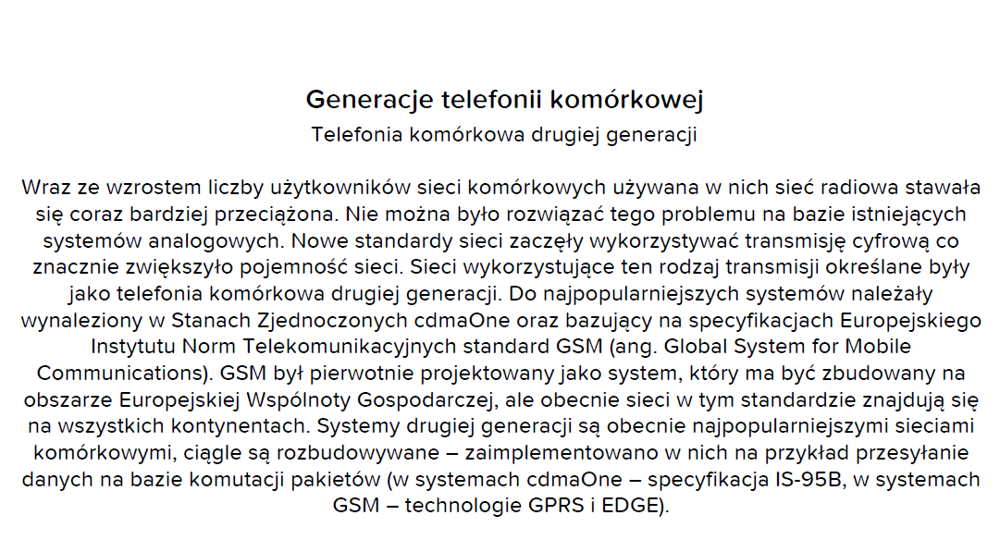 Generacje telefonii komórkowej
Telefonia komórkowa drugiej generacji
Wraz ze wzrostem liczby użytkowników sieci komórkowych używana w nich sieć radiowa stawała
się coraz bardziej przeciążona. Nie można było rozwiązać tego problemu na bazie istniejących
systemów analogowych. Nowe standardy sieci zaczęły wykorzystywać transmisję cyfrową co
znacznie zwiększyło pojemność sieci. Sieci wykorzystujące ten rodzaj transmisji określane były
jako telefonia komórkowa drugiej generacji. Do najpopularniejszych systemów należały
wynaleziony w Stanach Zjednoczonych cdmaOne oraz bazujący na specyfikacjach Europejskiego
Instytutu Norm Telekomunikacyjnych standard GSM (ang. Global System for Mobile
Communications). GSM był pierwotnie projektowany jako system, który ma być zbudowany na
obszarze Europejskiej Wspólnoty Gospodarczej, ale obecnie sieci w tym standardzie znajdują się
na wszystkich kontynentach. Systemy drugiej generacji są obecnie najpopularniejszymi sieciami
komórkowymi, ciągle są rozbudowywane – zaimplementowano w nich na przykład przesyłanie
danych na bazie komutacji pakietów (w systemach cdmaOne – specyfikacja IS-95B, w systemach
GSM – technologie GPRS i EDGE).